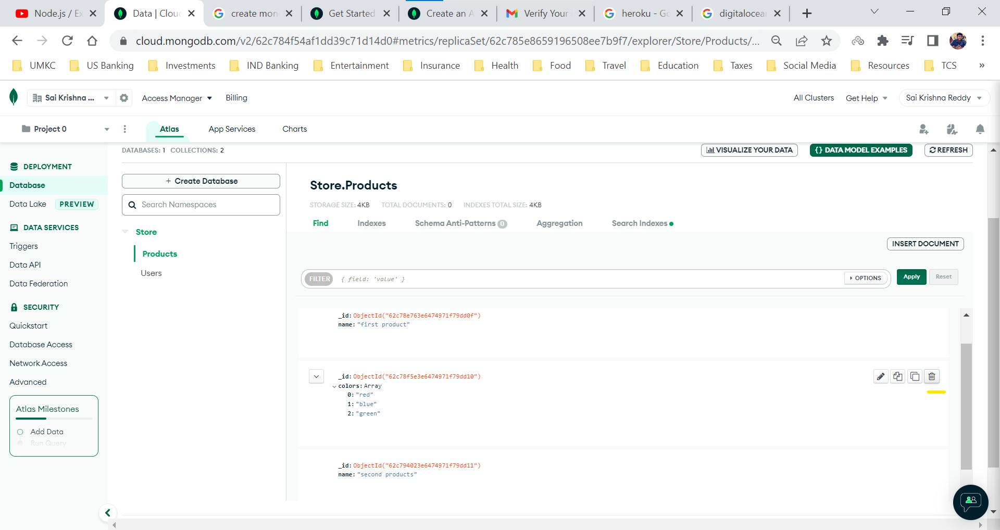 Node.js / Ex
Data | Clou
create mon
Get Started
Create an A
Verify Your
heroku - Go
digitalocea
cloud.mongodb.com/v2/62c784f54af1dd39c71d14d0#metrics/replicaSet/62c785e8659196508ee7b9f7/explorer/Store/Products/...
UMKC US Banking Investments IND Banking Entertainment Insurance Health Food Travel Education Taxes Social Media Resources TCS »
Sai Krishna ... Access Manager Billing All Clusters Get Help Sai Krishna Reddy
Project 0 Atlas App Services Charts
DATABASES: 1 COLLECTIONS: 2 VISUALIZE YOUR DATA {} DATA MODEL EXAMPLES REFRESH
DEPLOYMENT
Database
Data Lake PREVIEW
DATA SERVICES
Triggers
Data API
Data Federation
SECURITY
Quickstart
Database Access
Network Access
Advanced
Atlas Milestones
Add Data
Run Query
+ Create Database
Search Namespaces
Store
Products
Users
Store.Products
STORAGE SIZE: 4KB TOTAL DOCUMENTS: 0 INDEXES TOTAL SIZE: 4KB
Find Indexes Schema Anti-Patterns 0 Aggregation Search Indexes
INSERT DOCUMENT
FILTER { field: 'value' } OPTIONS Apply Reset
_id: ObjectId("62c78e763e6474971f79dd0f")
name: "first product"
_id: ObjectId("62c78f5e3e6474971f79dd10")
colors: Array
0: "red"
1: "blue"
2: "green"
_id: ObjectId("62c794023e6474971f79dd11")
name: "second products"